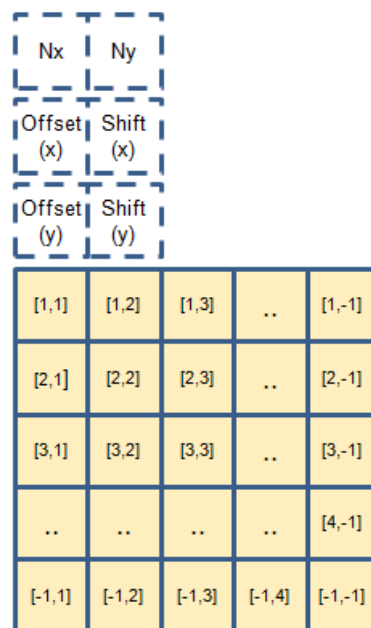 Nx Ny
Offset Shift
(x) (x)
Offset Shift
(y) (y)
[1,1] [1,2] [1,3] .. [1,-1]
[2,1] [2,2] [2,3] .. [2,-1]
[3,1] [3,2] [3,3] .. [3,-1]
.. .. .. .. [4,-1]
[-1,1] [-1,2] [-1,3] [-1,4] [-1,-1]